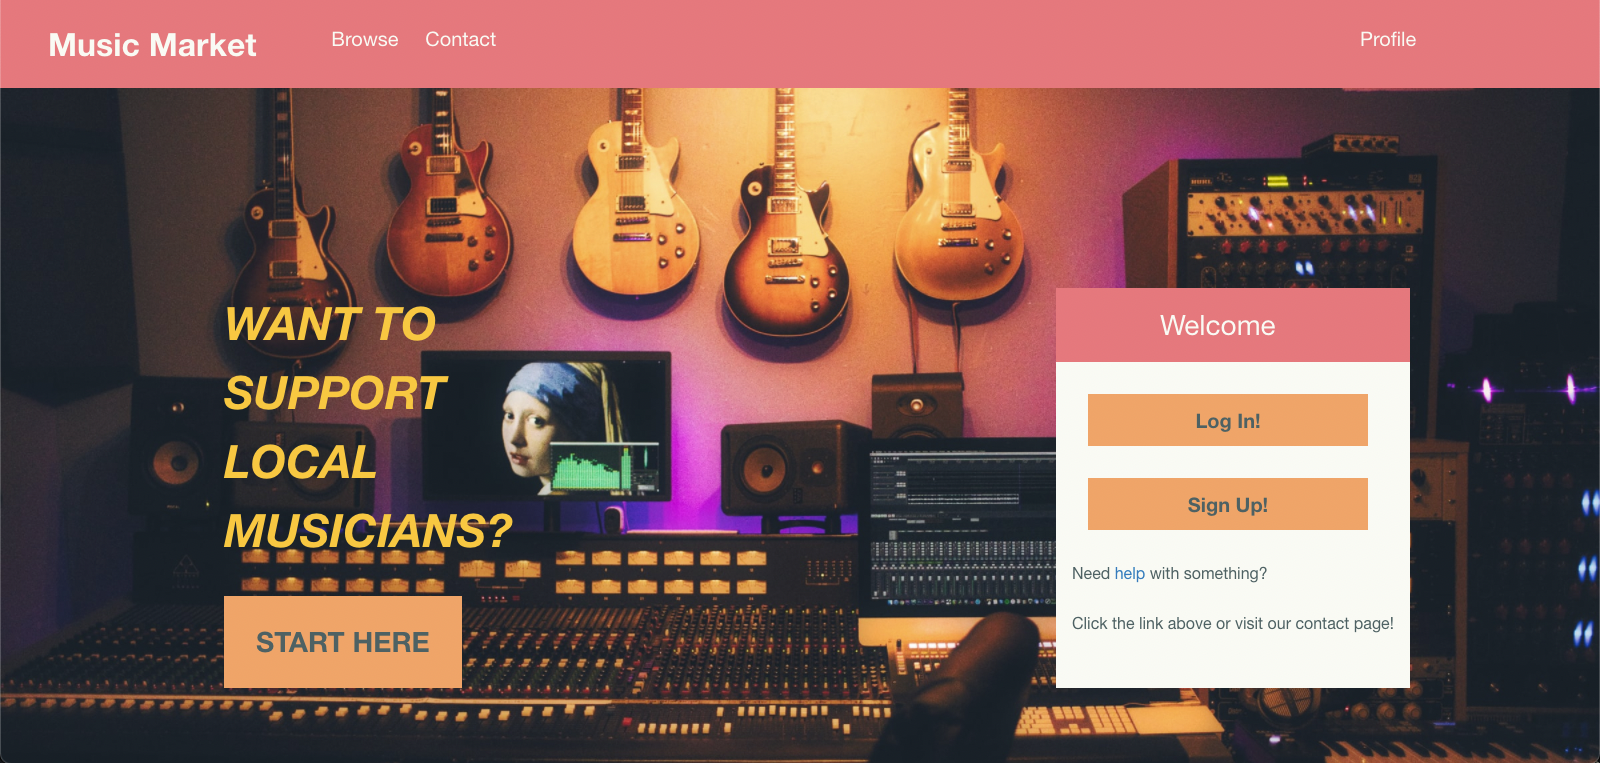 Music Market
Browse
Contact
Profile
WANT TO
SUPPORT
LOCAL
MUSICIANS?
START HERE
Welcome
Log In!
Sign Up!
Need help with something?
Click the link above or visit our contact page!